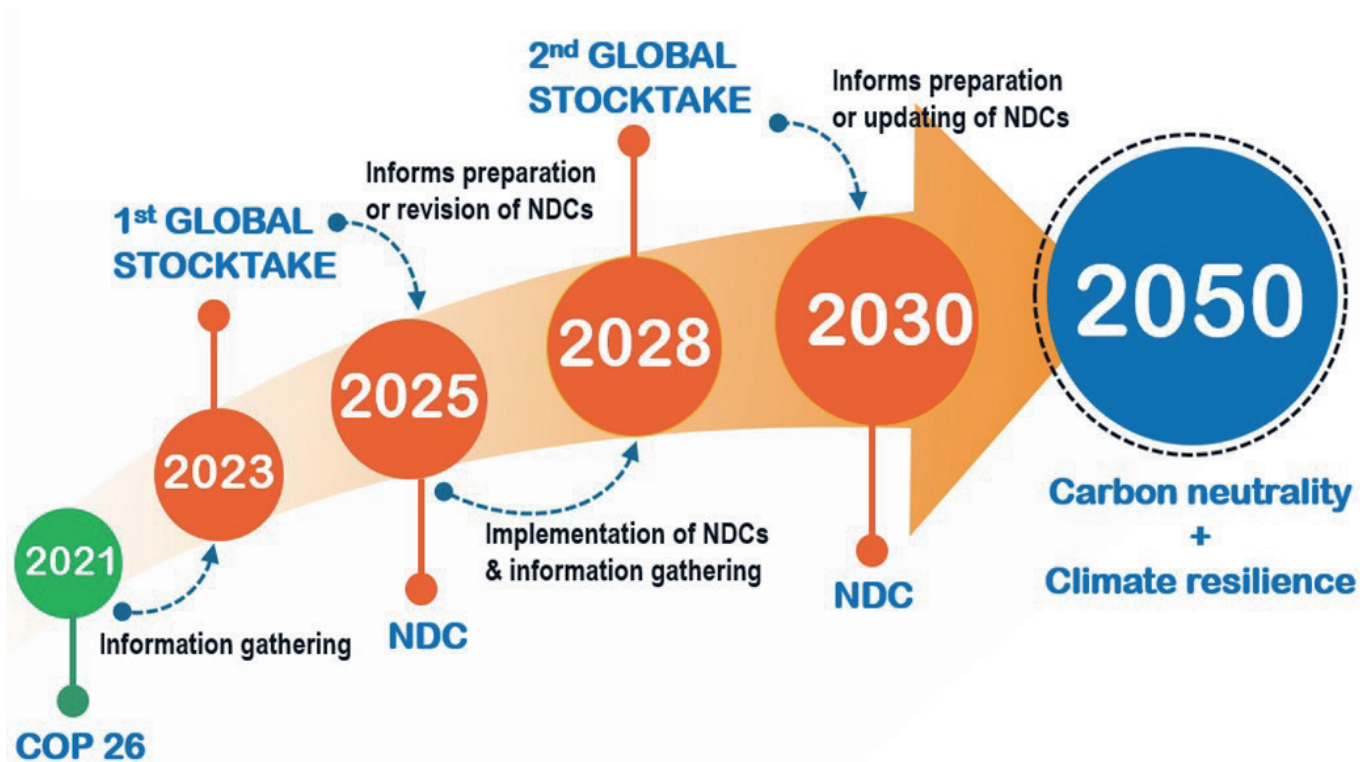 2nd GLOBAL
STOCKTAKE
Informs preparation
or updating of NDCs
Informs preparation
or revision of NDCs
1st GLOBAL
STOCKTAKE
2050
2030
2028
2025
2023
2021
Implementation of NDCs
& information gathering
Carbon neutrality
+
Climate resilience
NDC
NDC
Information gathering
COP 26